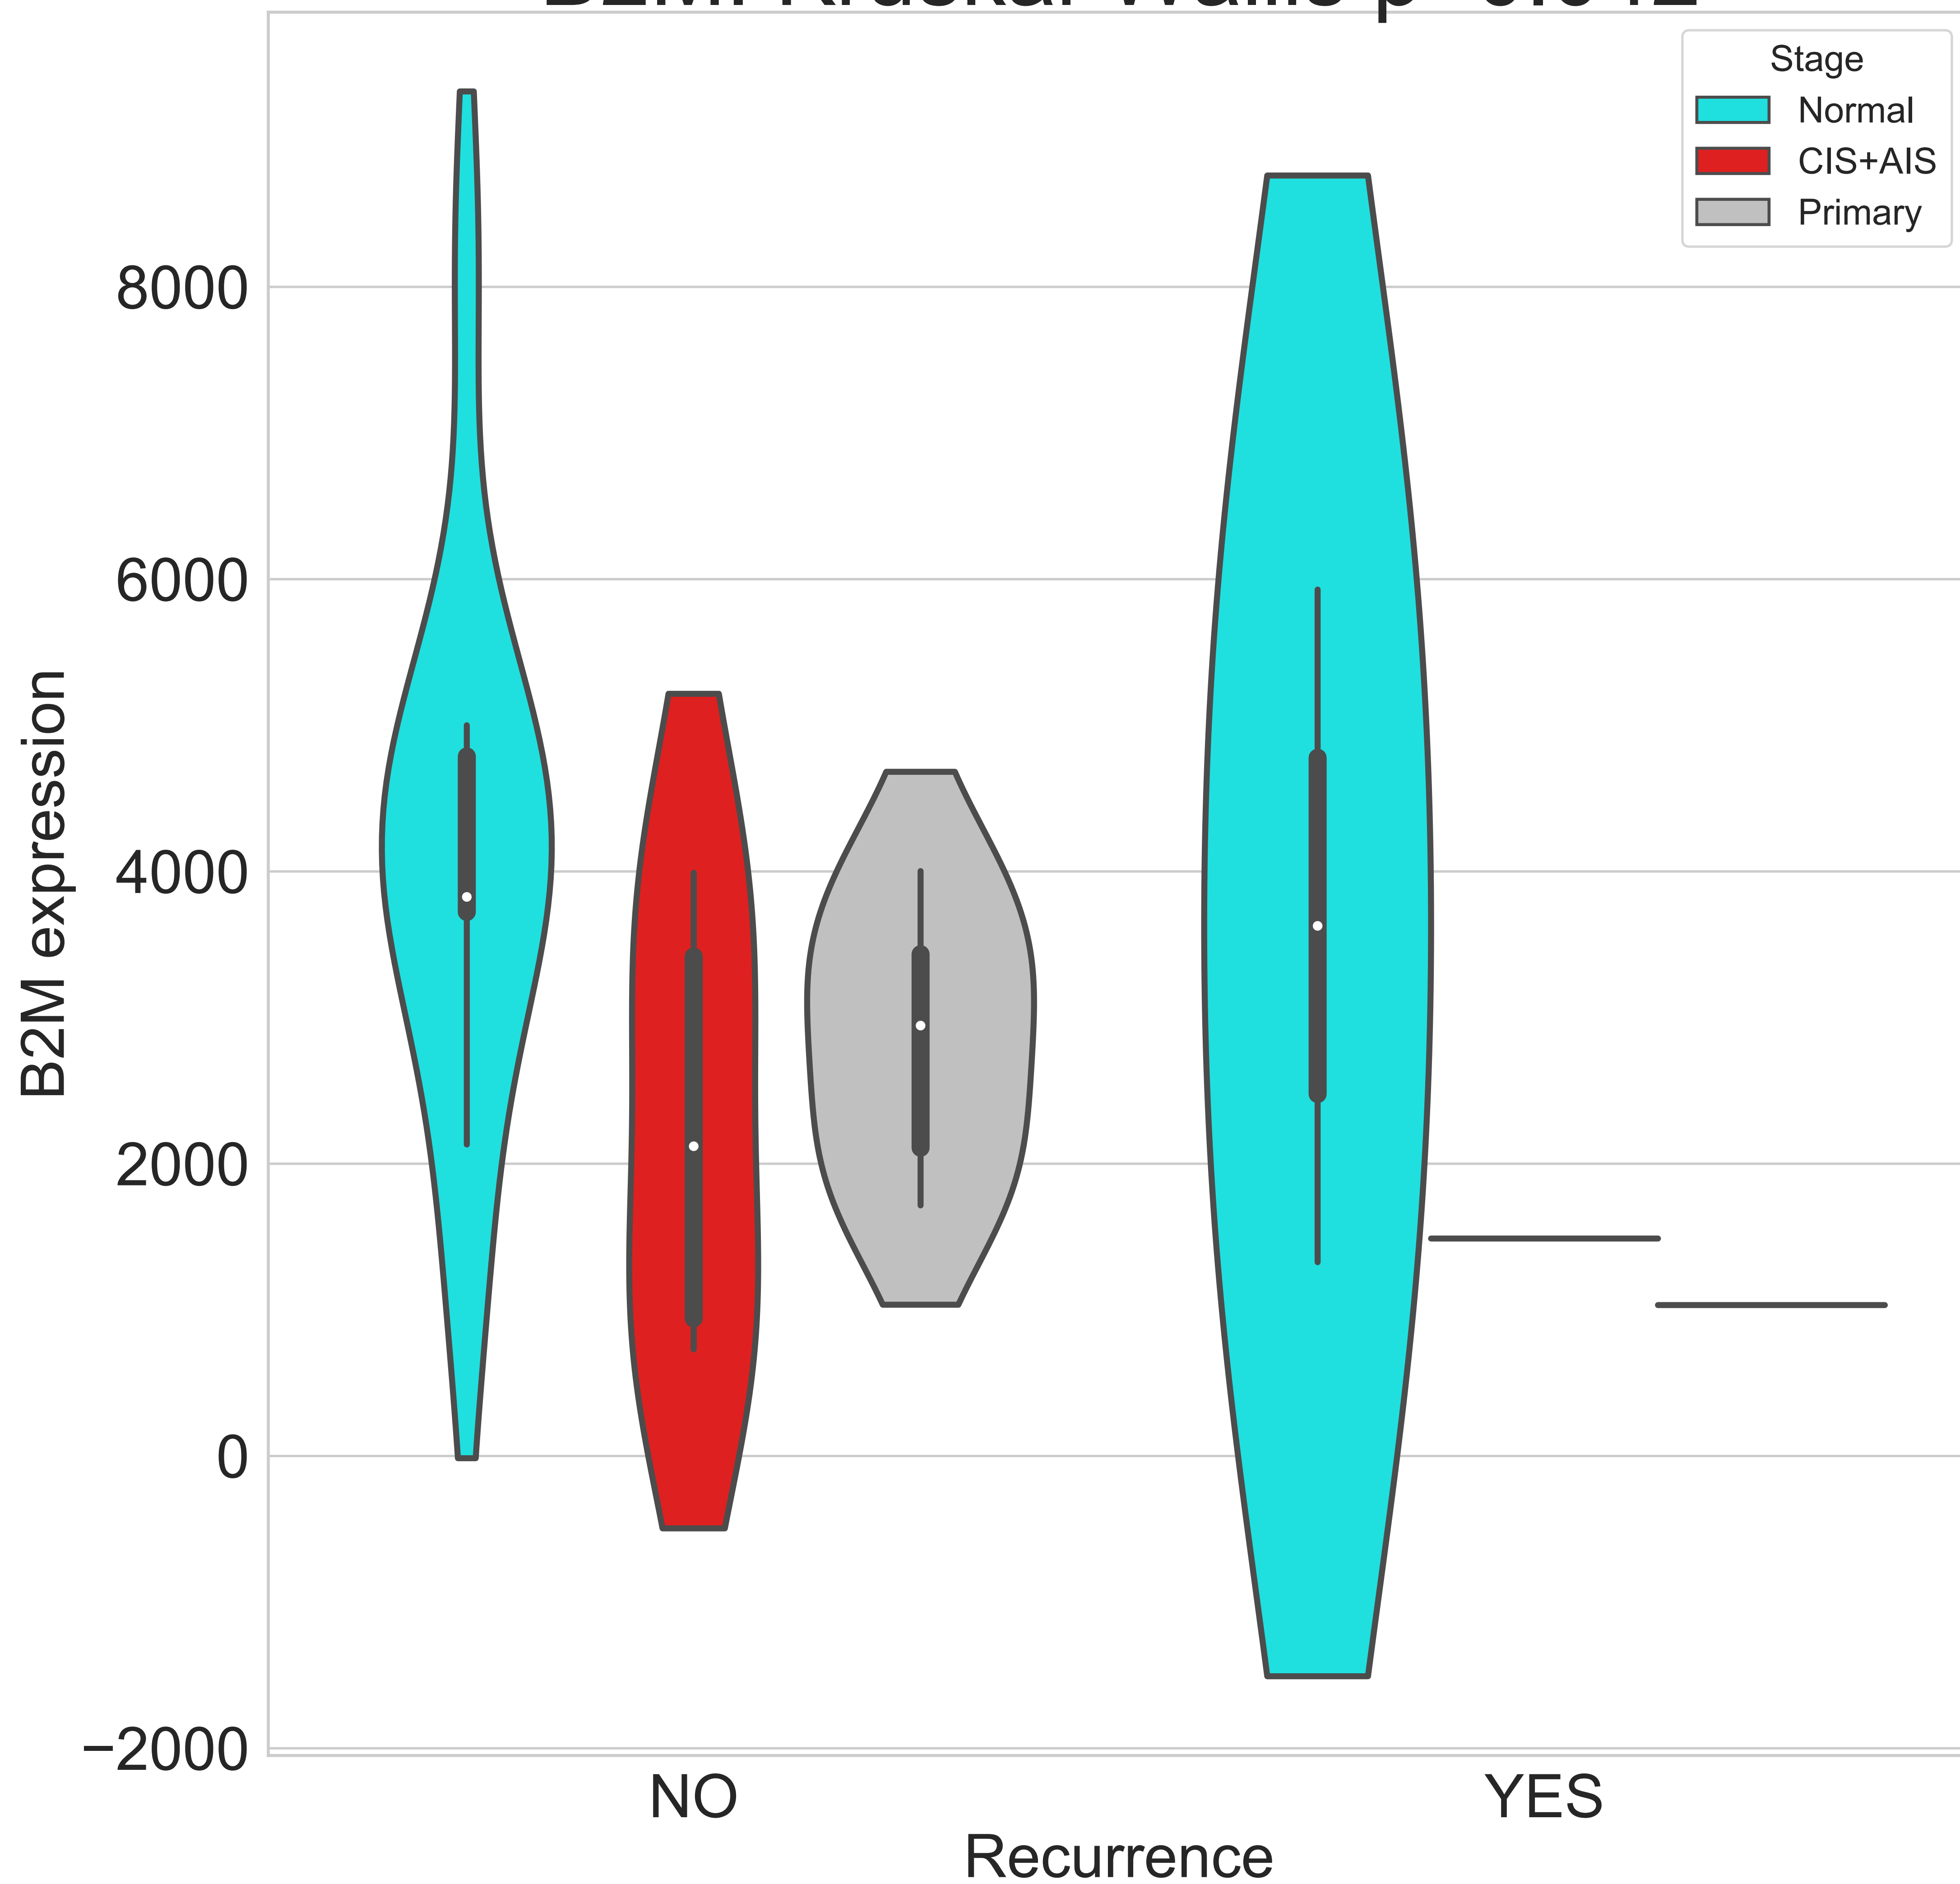 Stage
Normal
CIS+AIS
Primary
8000
6000
4000
2000
0
−2000
B2M expression
NO
YES
Recurrence